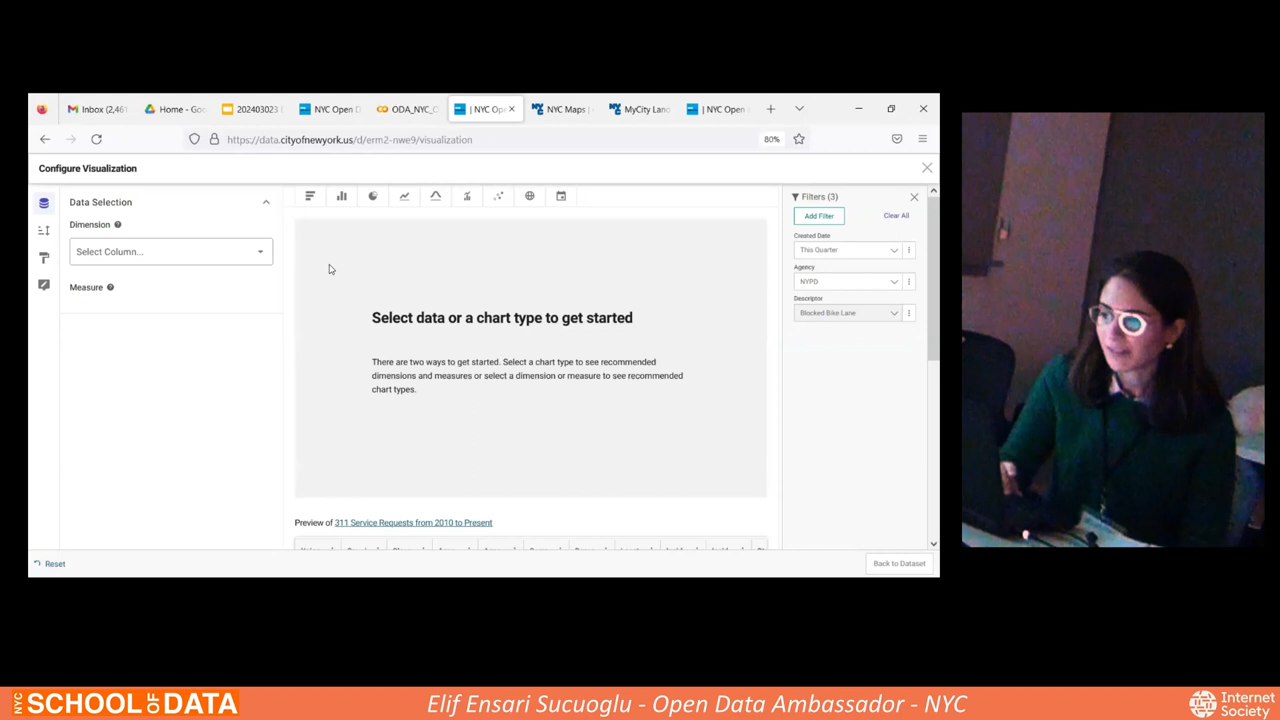 Inbox (2,461
Home - Goo
202403023
NYC Open D
ODA_NYC_O
| NYC Op
NYC Maps |
MyCity Land
| NYC Open
https://data.cityofnewyork.us/d/erm2-nwe9/visualization
80%
Configure Visualization
Data Selection
Dimension
Select Column...
Measure
Select data or a chart type to get started
There are two ways to get started. Select a chart type to see recommended
dimensions and measures or select a dimension or measure to see recommended
chart types.
Preview of 311 Service Requests from 2010 to Present
Filters (3)
Add Filter
Clear All
Created Date
This Quarter
Agency
NYPD
Descriptor
Blocked Bike Lane
Reset
Back to Dataset
NYC SCHOOL OF DATA
Elif Ensari Sucuoglu - Open Data Ambassador - NYC
Internet
Society